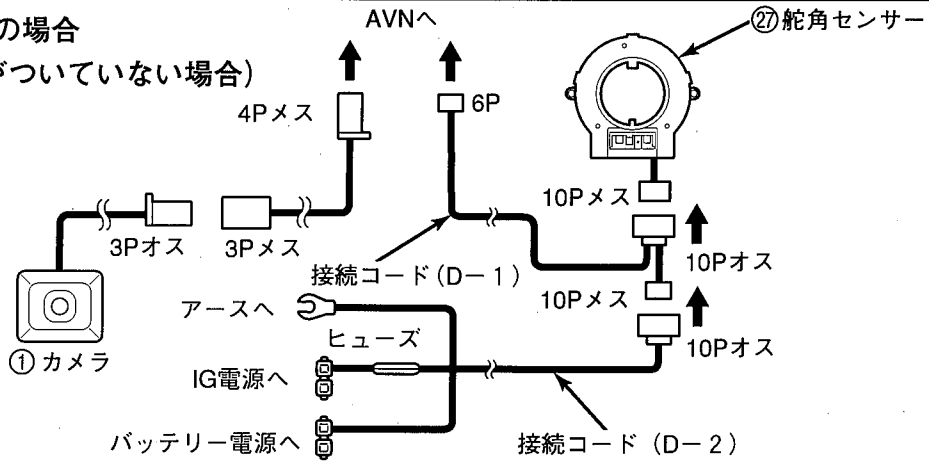 の場合
がついていない場合)
AVNへ
㉗舵角センサー
4Pメス
6P
10Pメス
3Pオス
3Pメス
10Pオス
接続コード(D−1)
10Pメス
アースへ
ヒューズ
10Pオス
①カメラ
IG電源へ
バッテリー電源へ
接続コード(D−2)